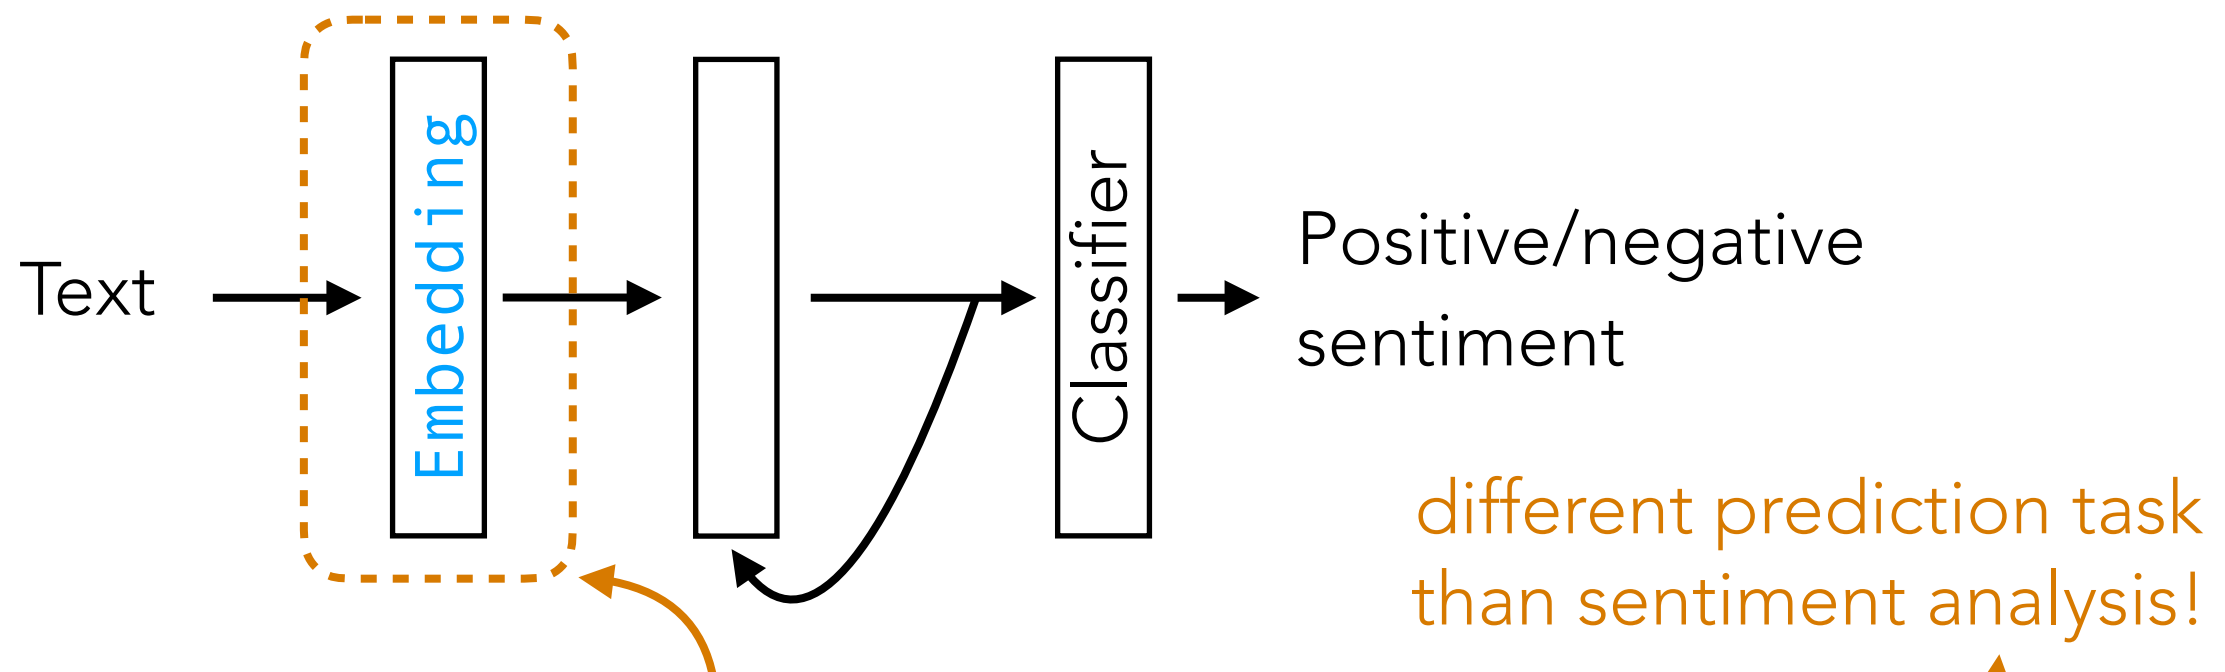 Text
Embedding
Classifier
Positive/negative
sentiment
different prediction task
than sentiment analysis!